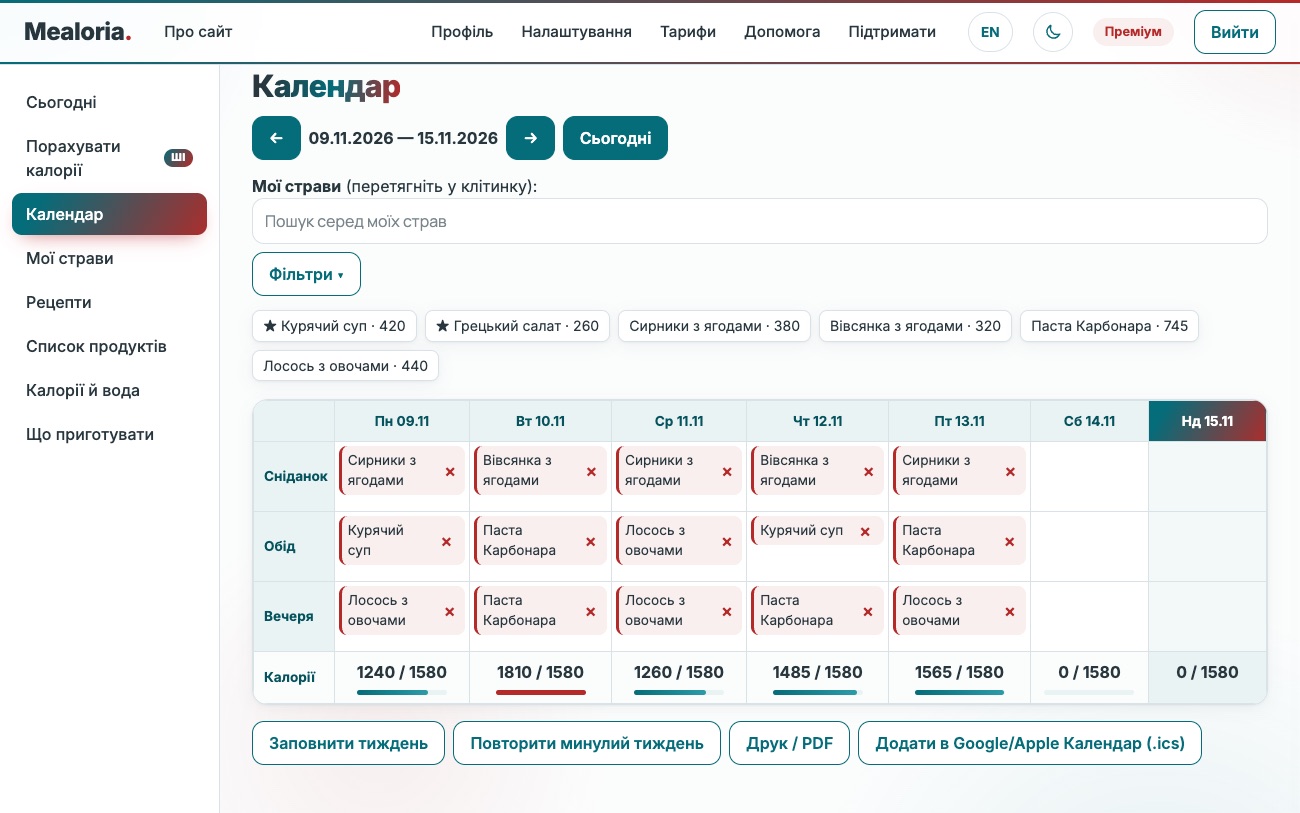 Mealoria. Про сайт Профіль Налаштування Тарифи Допомога Підтримати EN Преміум Вийти
Сьогодні
Порахувати
калорії
ШІ
Календар
Мої страви
Рецепти
Список продуктів
Калорії й вода
Що приготувати
Календар
← 09.11.2026 — 15.11.2026 → Сьогодні
Мої страви (перетягніть у клітинку):
Пошук серед моїх страв
Фільтри ▾
★ Курячий суп · 420 ★ Грецький салат · 260 Сирники з ягодами · 380 Вівсянка з ягодами · 320 Паста Карбонара · 745
Лосось з овочами · 440
Пн 09.11 Вт 10.11 Ср 11.11 Чт 12.11 Пт 13.11 Сб 14.11 Нд 15.11
Сніданок Сирники з ягодами × Вівсянка з ягодами × Сирники з ягодами × Вівсянка з ягодами × Сирники з ягодами ×
Обід Курячий суп × Паста Карбонара × Лосось з овочами × Курячий суп × Паста Карбонара ×
Вечеря Лосось з овочами × Паста Карбонара × Лосось з овочами × Паста Карбонара × Лосось з овочами ×
Калорії 1240 / 1580 1810 / 1580 1260 / 1580 1485 / 1580 1565 / 1580 0 / 1580 0 / 1580
Заповнити тиждень Повторити минулий тиждень Друк / PDF Додати в Google/Apple Календар (.ics)